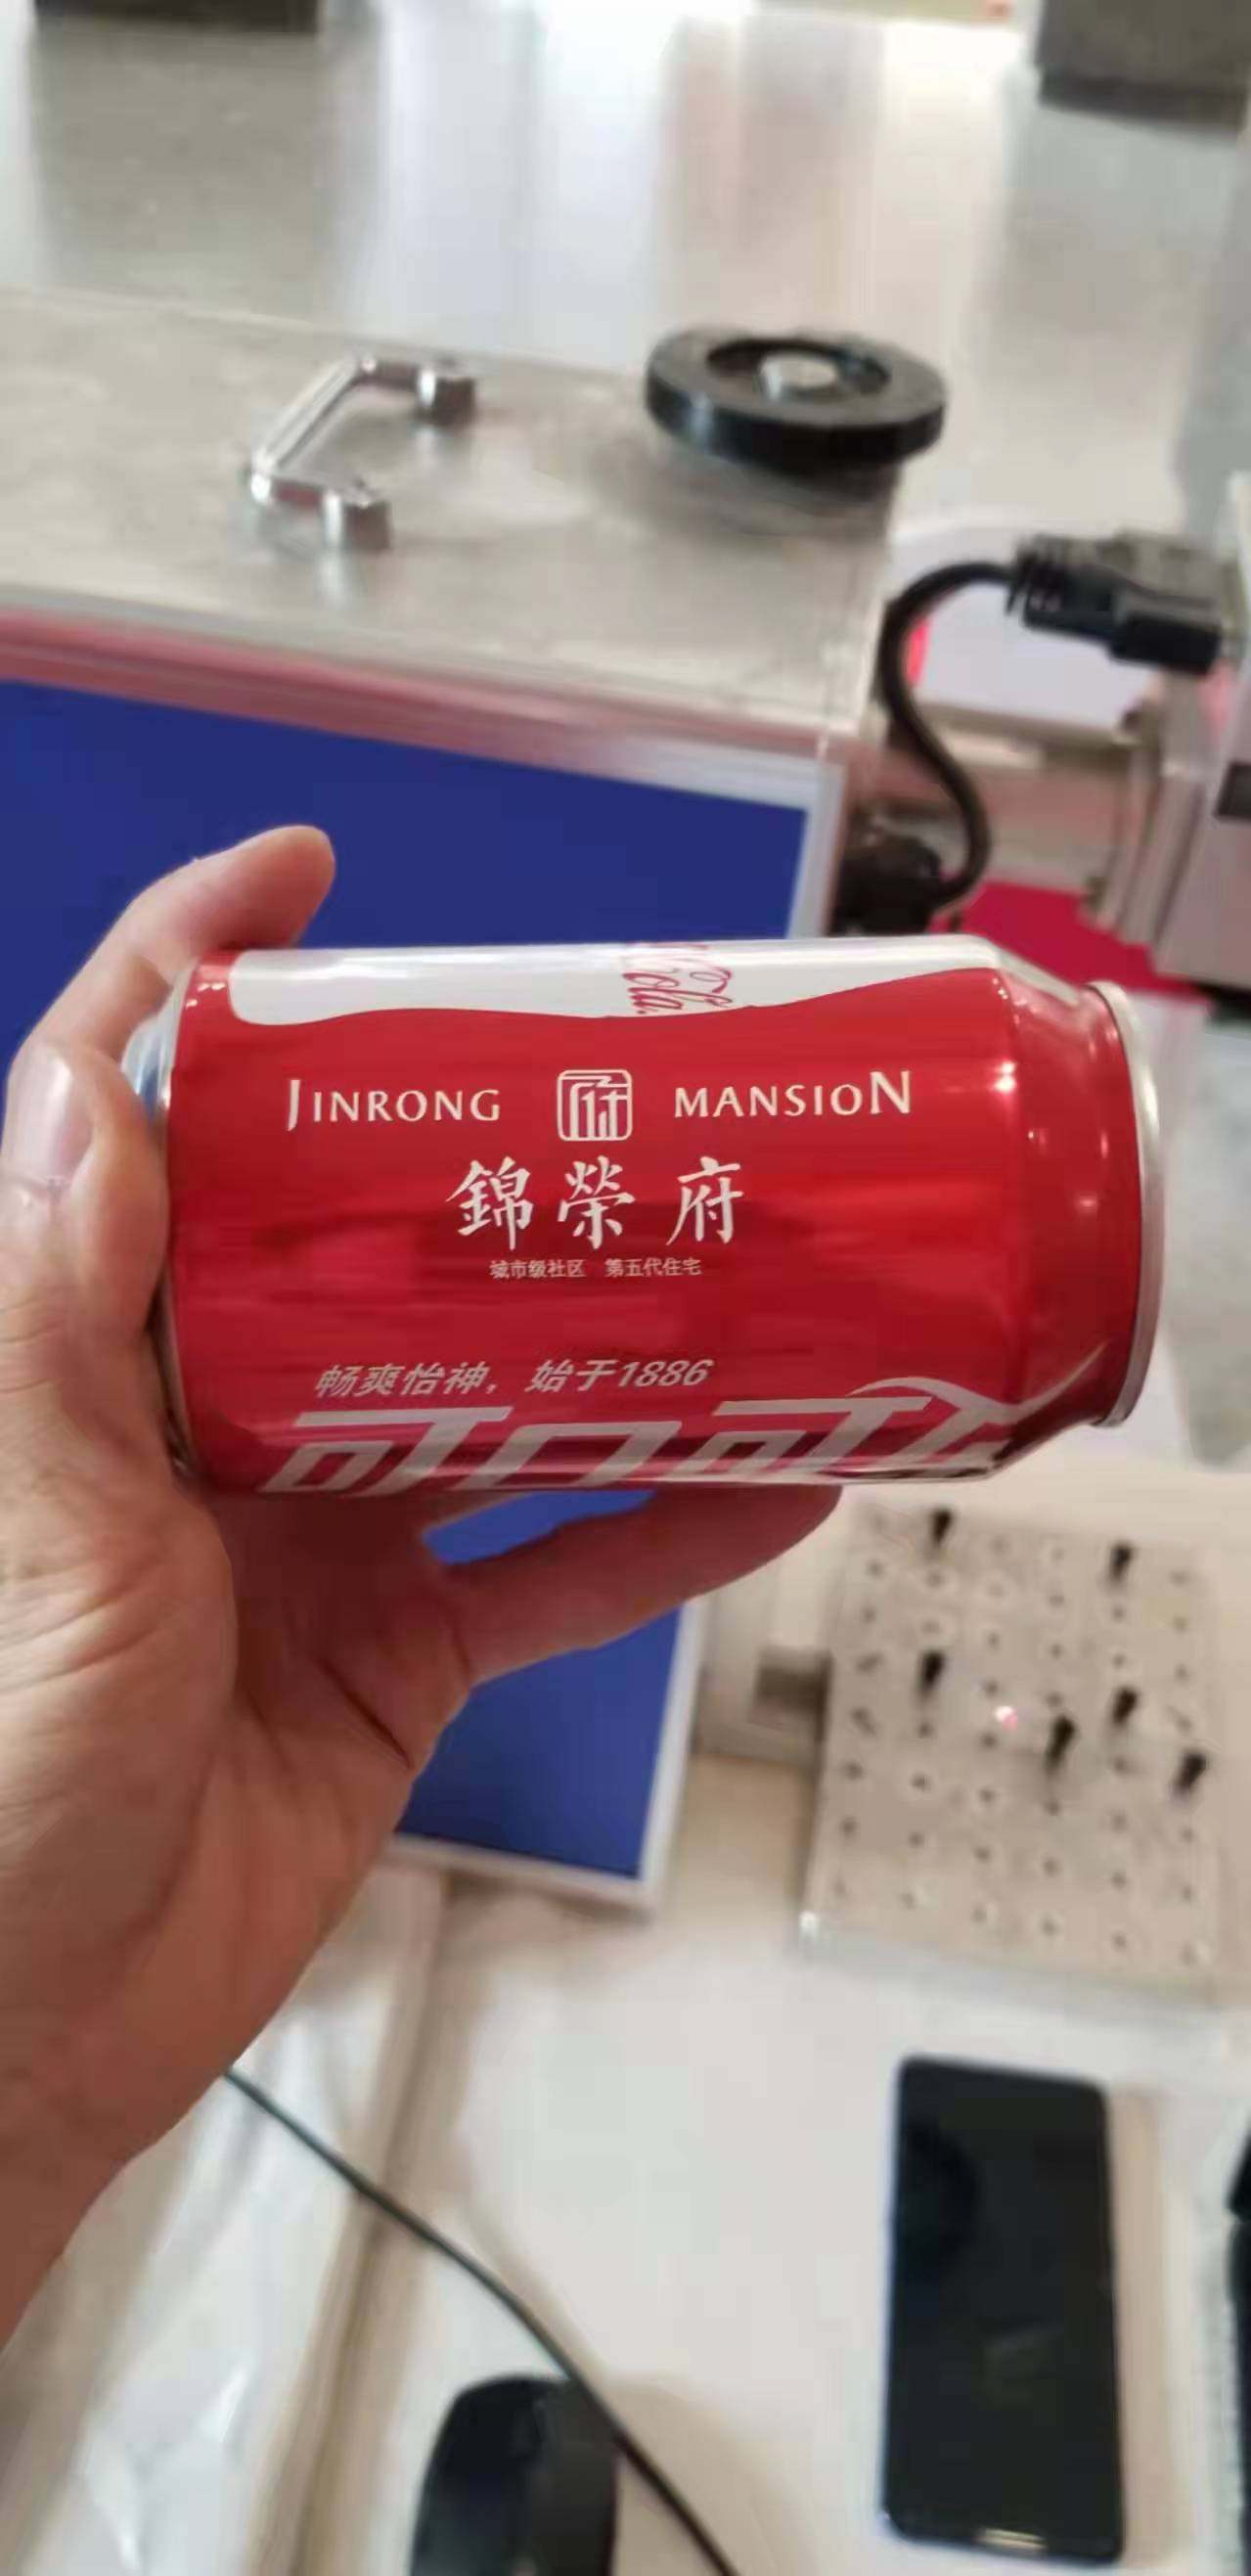 Cola
JINRONG 府 MANSION
錦榮府
城市级社区 第五代住宅
畅爽怡神，始于1886
可口可